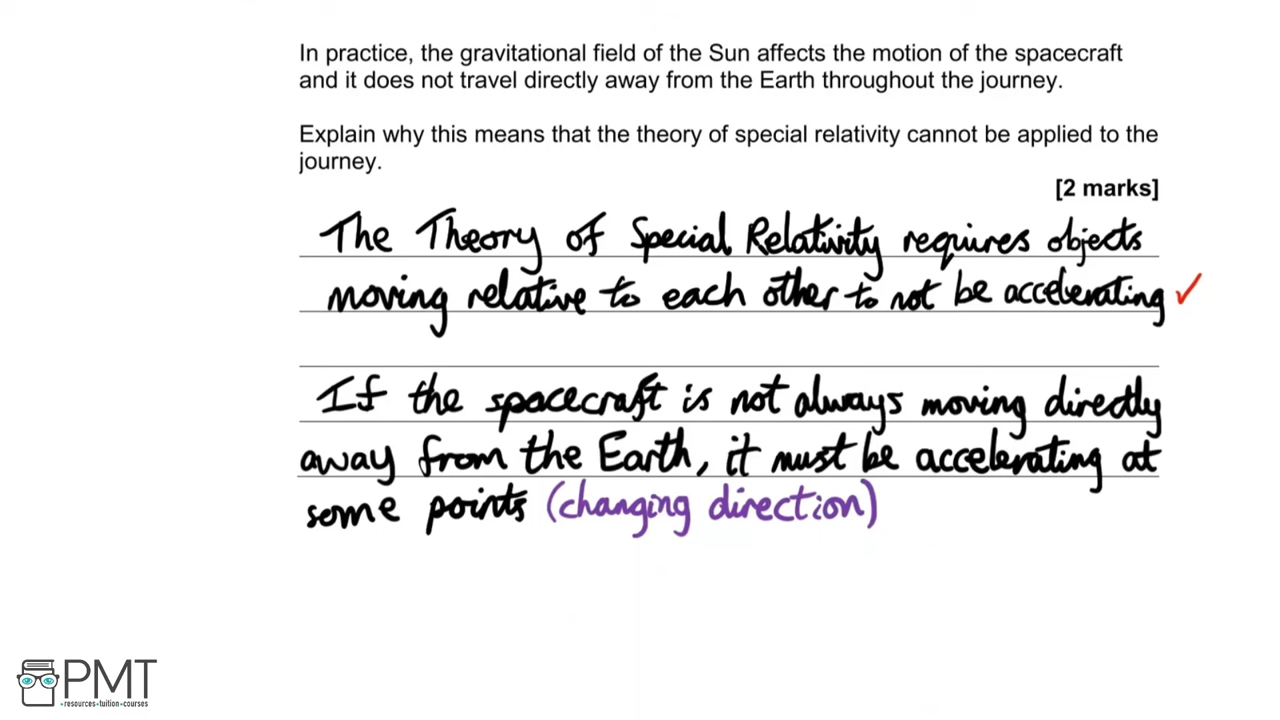 In practice, the gravitational field of the Sun affects the motion of the spacecraft
and it does not travel directly away from the Earth throughout the journey.
Explain why this means that the theory of special relativity cannot be applied to the
journey.
[2 marks]
The Theory of Special Relativity requires objects
moving relative to each other to not be accelerating ✓
If the spacecraft is not always moving directly
away from the Earth, it must be accelerating at
some points (changing direction)
PMT
•resources•tuition•courses